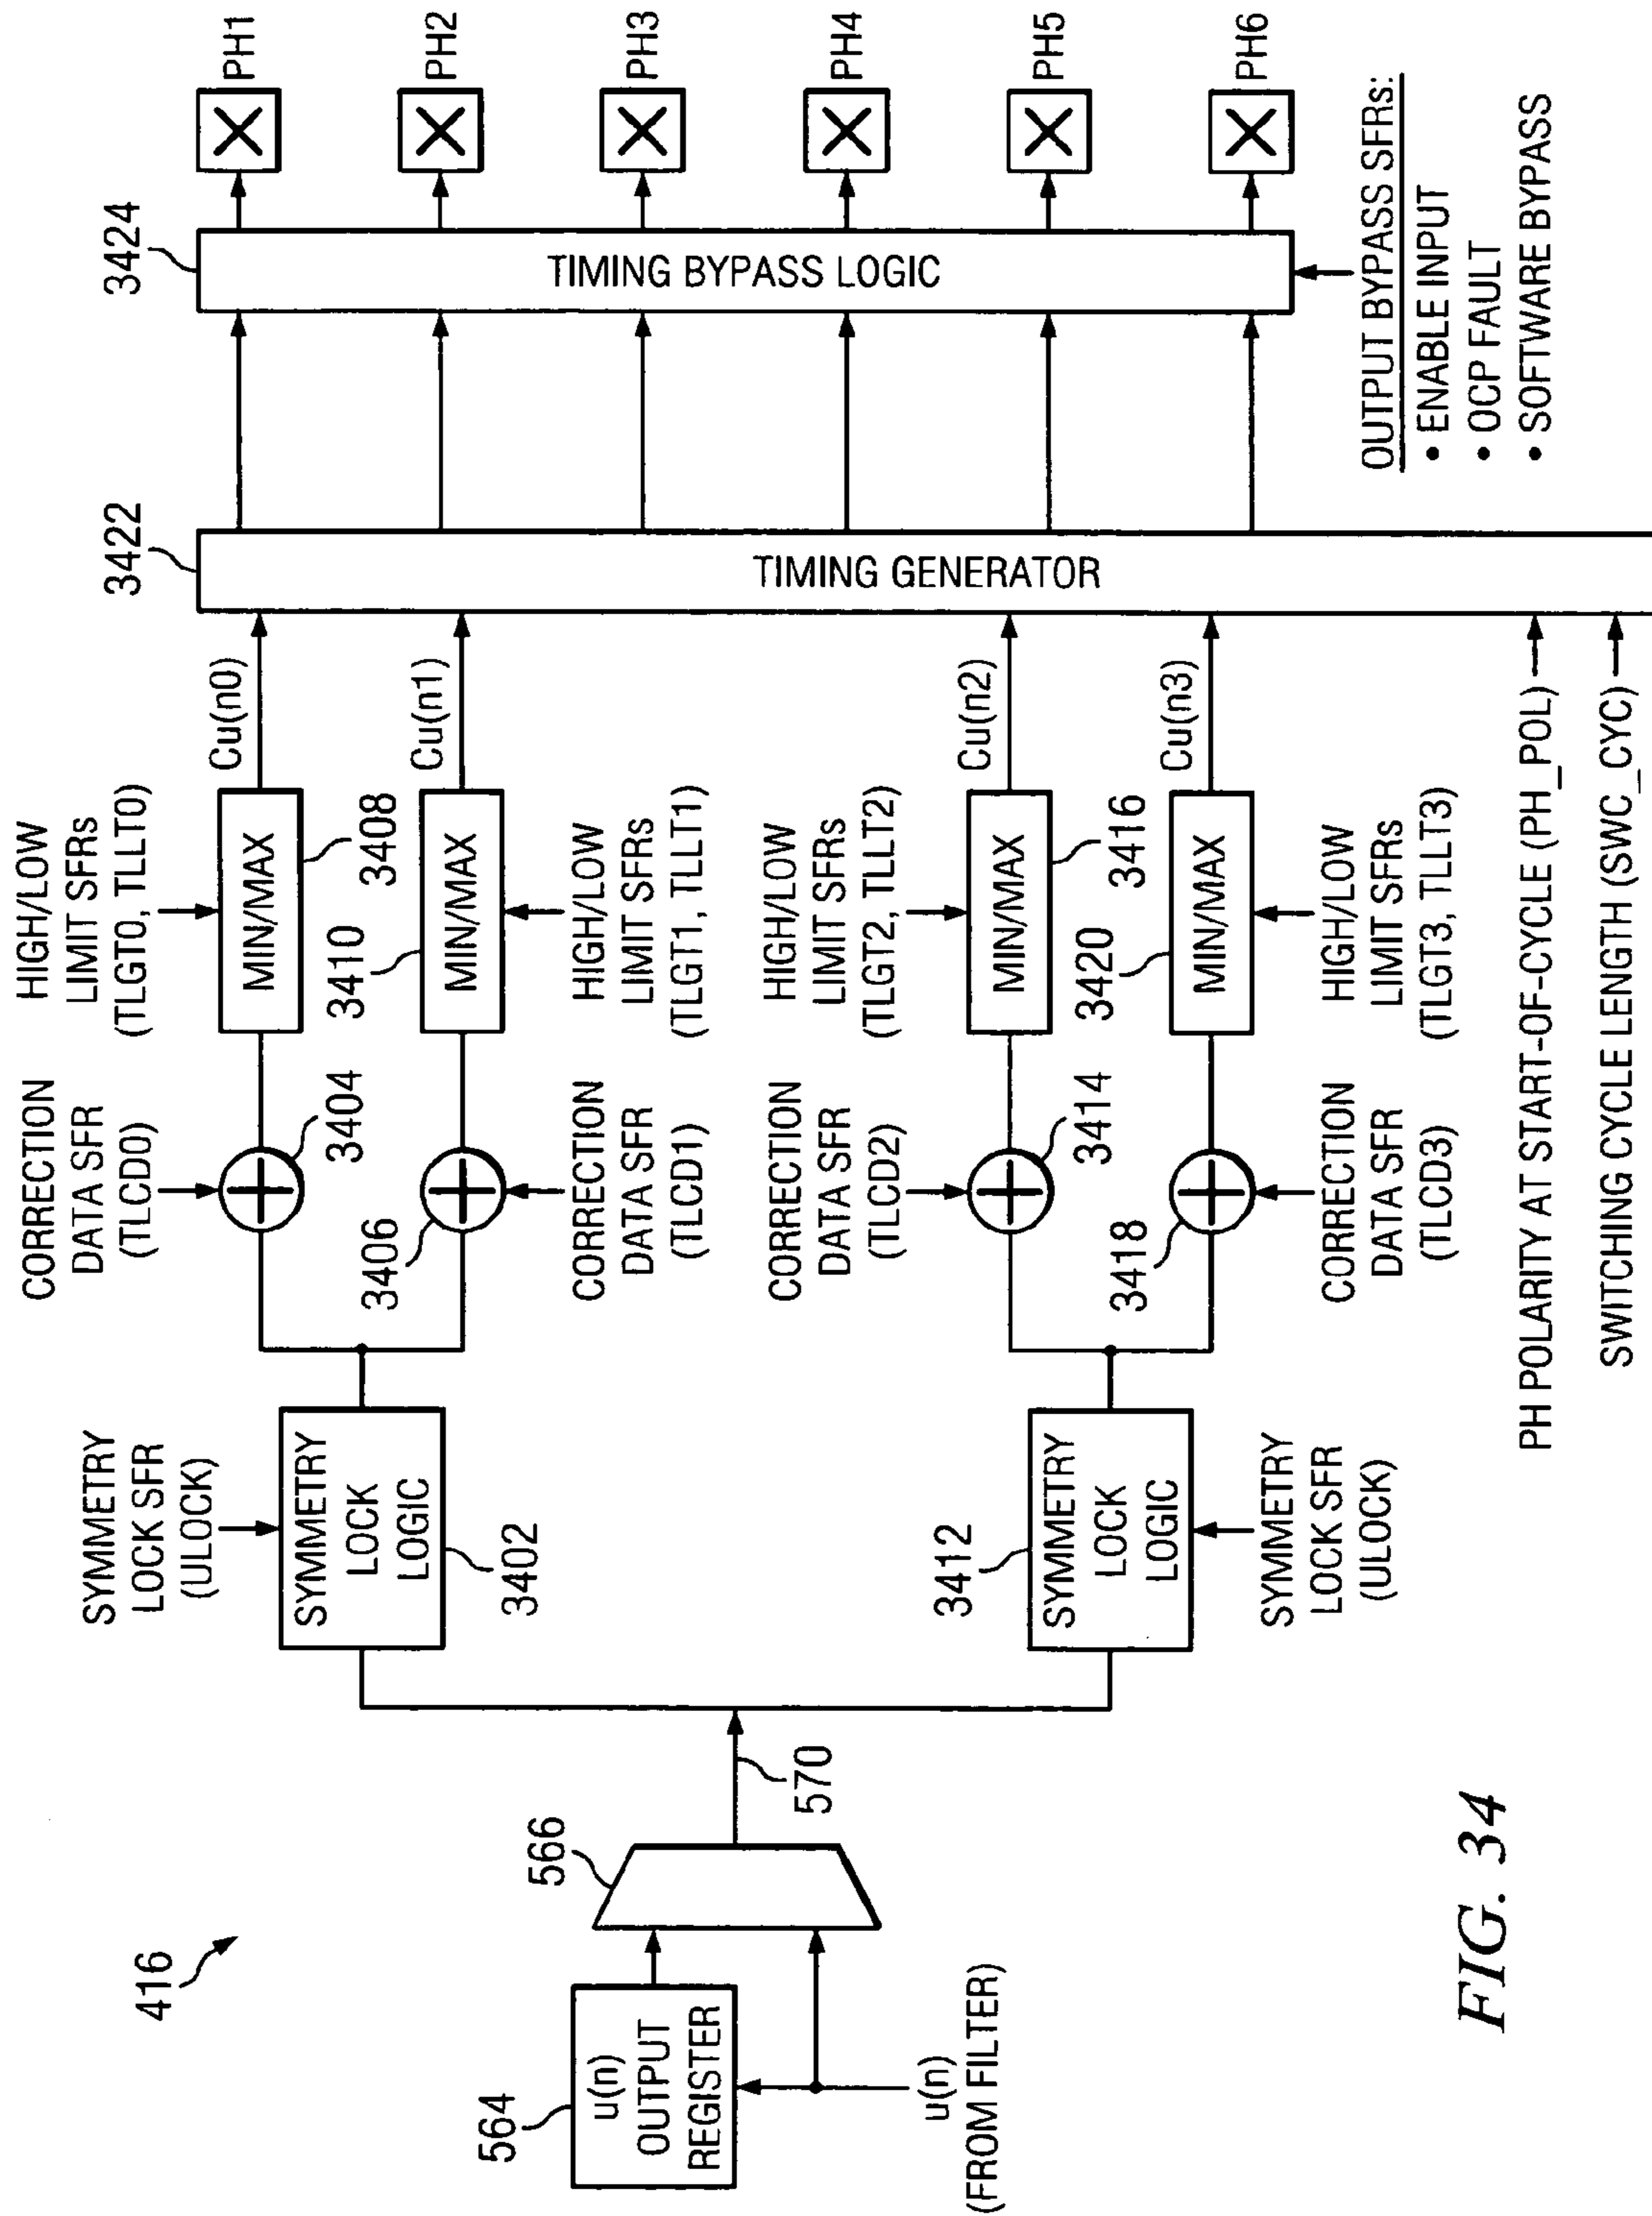 416
564
u(n)
OUTPUT
REGISTER
u(n)
(FROM FILTER)
566
570
SYMMETRY
LOCK SFR
(ULOCK)
SYMMETRY
LOCK
LOGIC
3402
3412
SYMMETRY
LOCK
LOGIC
SYMMETRY
LOCK SFR
(ULOCK)
CORRECTION
DATA SFR
(TLCD0)
3404
3406
CORRECTION
DATA SFR
(TLCD1)
CORRECTION
DATA SFR
(TLCD2)
3414
3418
CORRECTION
DATA SFR
(TLCD3)
HIGH/LOW
LIMIT SFRs
(TLGT0, TLLT0)
MIN/MAX
3408
3410
MIN/MAX
HIGH/LOW
LIMIT SFRs
(TLGT1, TLLT1)
HIGH/LOW
LIMIT SFRs
(TLGT2, TLLT2)
MIN/MAX
3416
3420
MIN/MAX
HIGH/LOW
LIMIT SFRs
(TLGT3, TLLT3)
Cu(n0)
Cu(n1)
Cu(n2)
Cu(n3)
PH POLARITY AT START-OF-CYCLE (PH_POL)
SWITCHING CYCLE LENGTH (SWC_CYC)
3422
TIMING GENERATOR
3424
TIMING BYPASS LOGIC
PH1
PH2
PH3
PH4
PH5
PH6
OUTPUT BYPASS SFRs:
• ENABLE INPUT
• OCP FAULT
• SOFTWARE BYPASS
FIG. 34